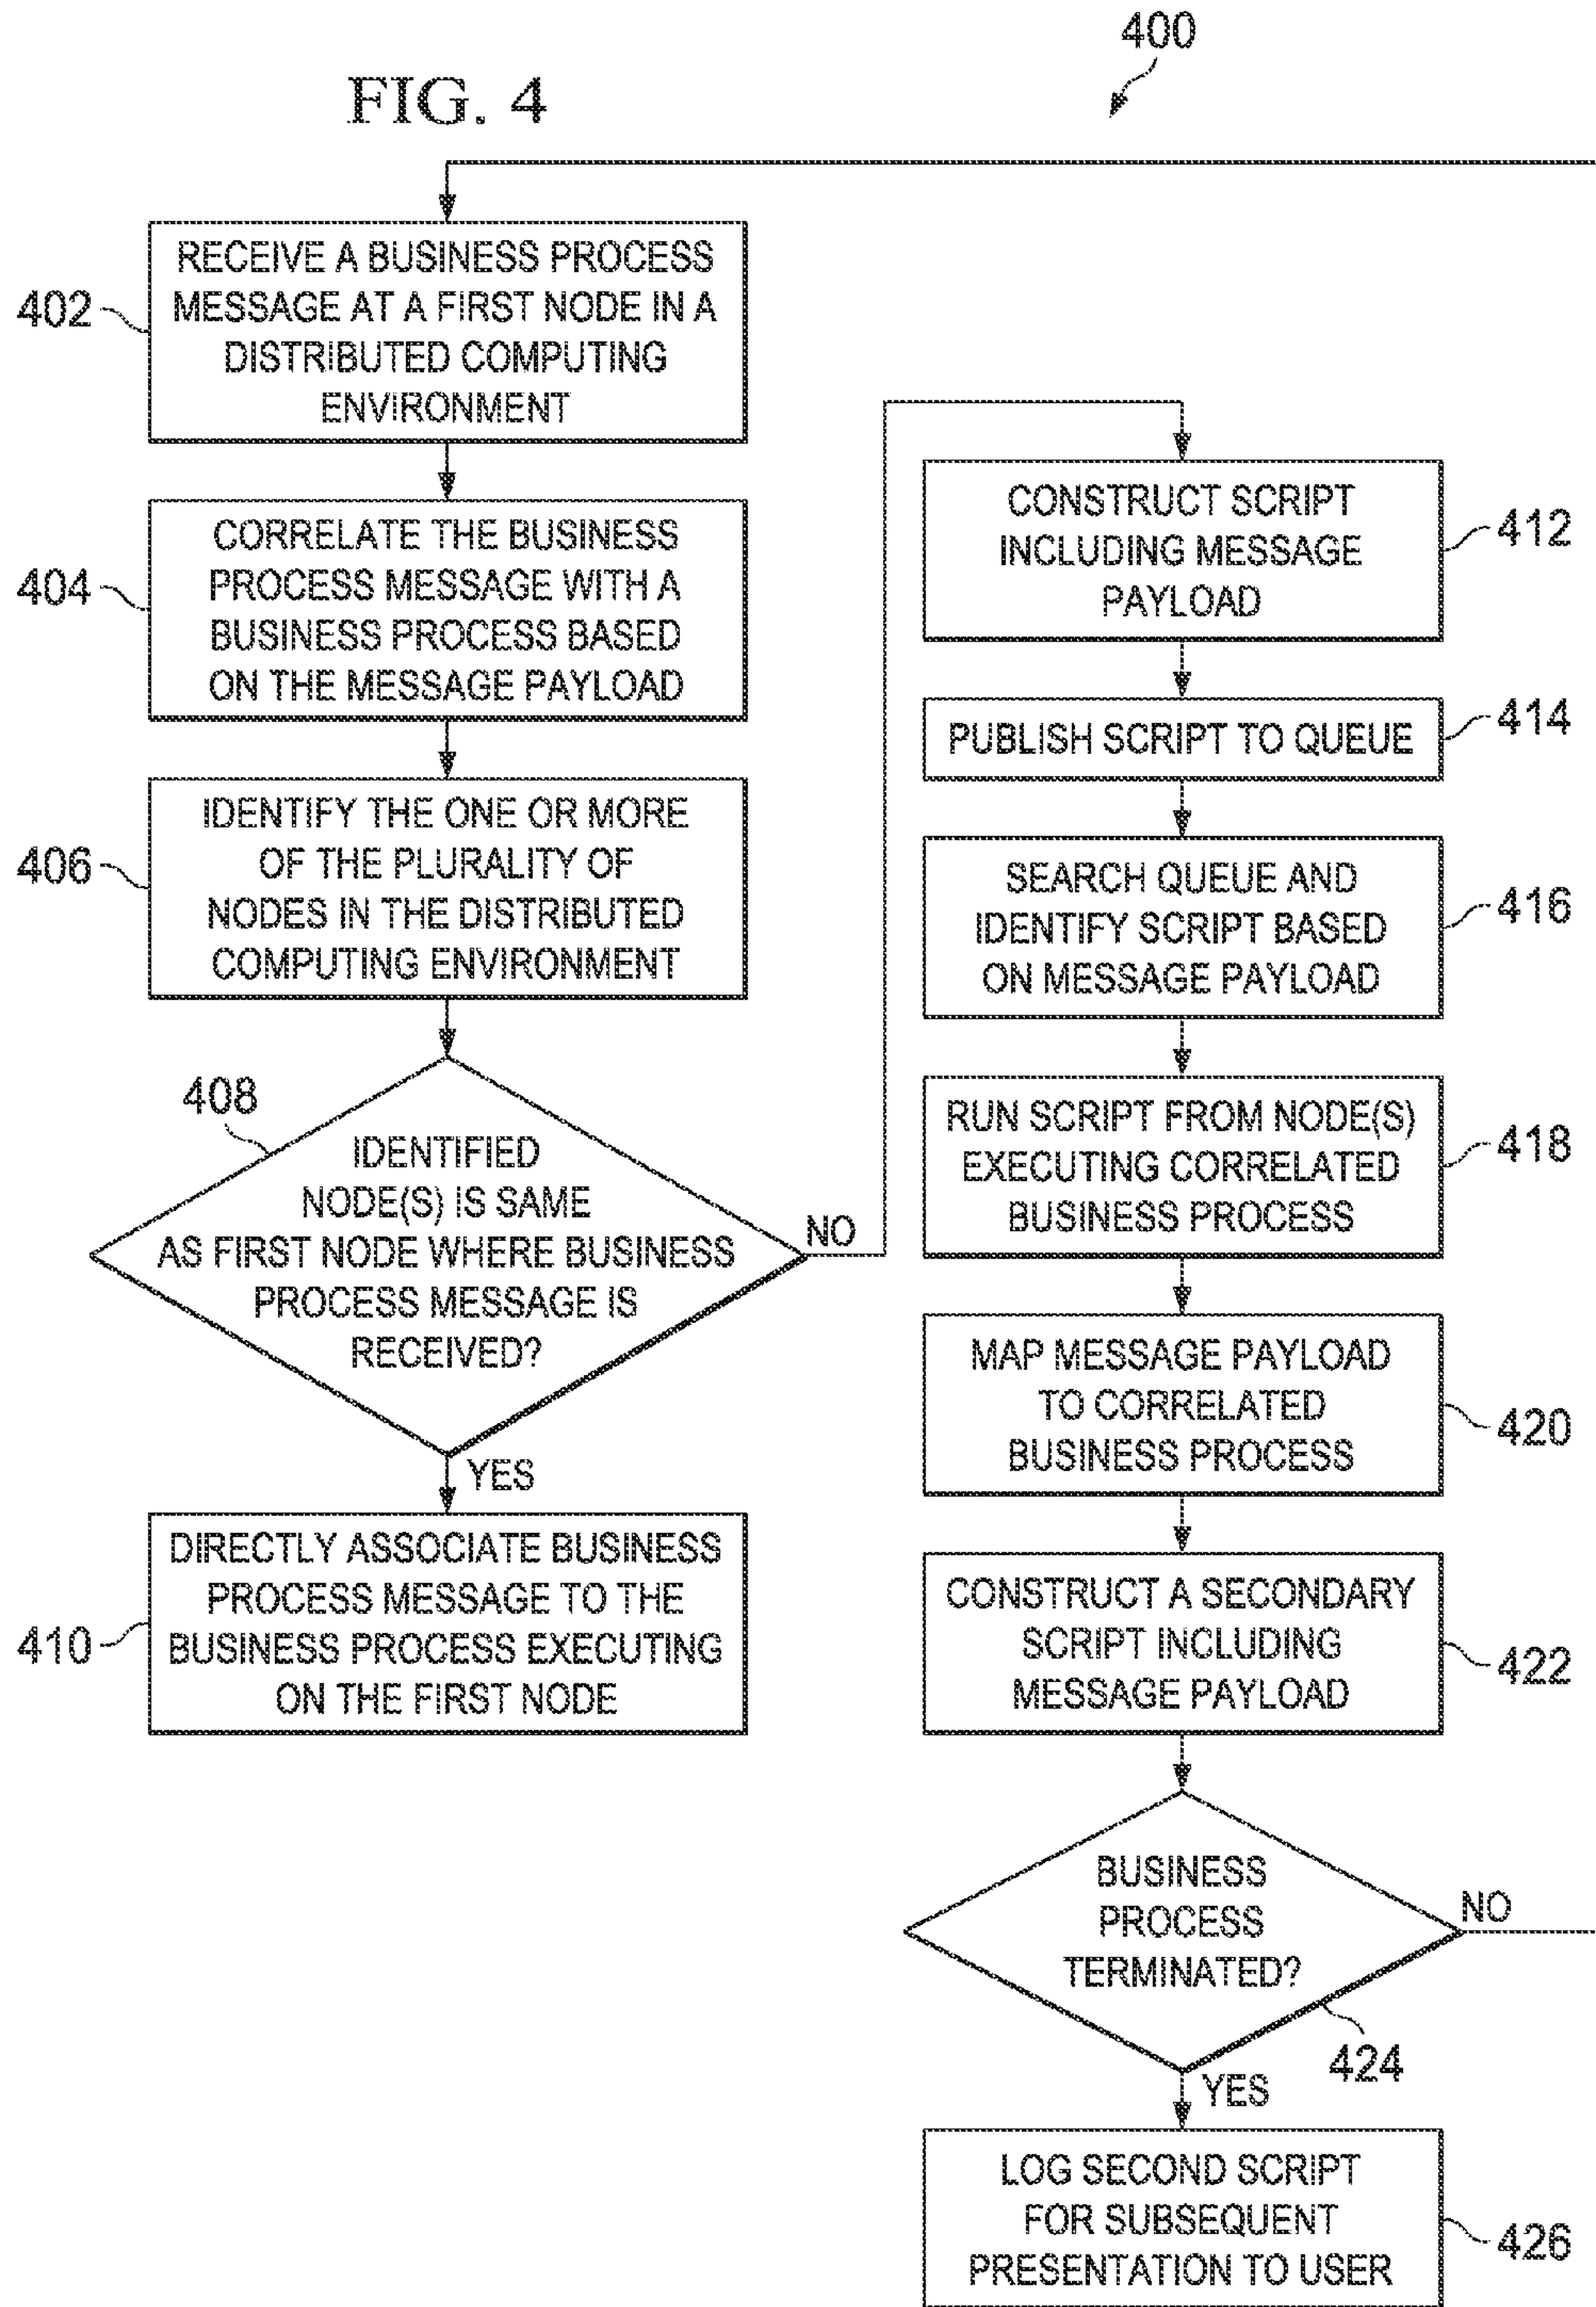 400
FIG. 4
402
RECEIVE A BUSINESS PROCESS
MESSAGE AT A FIRST NODE IN A
DISTRIBUTED COMPUTING
ENVIRONMENT
404
CORRELATE THE BUSINESS
PROCESS MESSAGE WITH A
BUSINESS PROCESS BASED
ON THE MESSAGE PAYLOAD
406
IDENTIFY THE ONE OR MORE
OF THE PLURALITY OF
NODES IN THE DISTRIBUTED
COMPUTING ENVIRONMENT
408
IDENTIFIED
NODE(S) IS SAME
AS FIRST NODE WHERE BUSINESS
PROCESS MESSAGE IS
RECEIVED?
NO
YES
410
DIRECTLY ASSOCIATE BUSINESS
PROCESS MESSAGE TO THE
BUSINESS PROCESS EXECUTING
ON THE FIRST NODE
CONSTRUCT SCRIPT
INCLUDING MESSAGE
PAYLOAD
412
PUBLISH SCRIPT TO QUEUE
414
SEARCH QUEUE AND
IDENTIFY SCRIPT BASED
ON MESSAGE PAYLOAD
416
RUN SCRIPT FROM NODE(S)
EXECUTING CORRELATED
BUSINESS PROCESS
418
MAP MESSAGE PAYLOAD
TO CORRELATED
BUSINESS PROCESS
420
CONSTRUCT A SECONDARY
SCRIPT INCLUDING
MESSAGE PAYLOAD
422
BUSINESS
PROCESS
TERMINATED?
NO
424
YES
LOG SECOND SCRIPT
FOR SUBSEQUENT
PRESENTATION TO USER
426